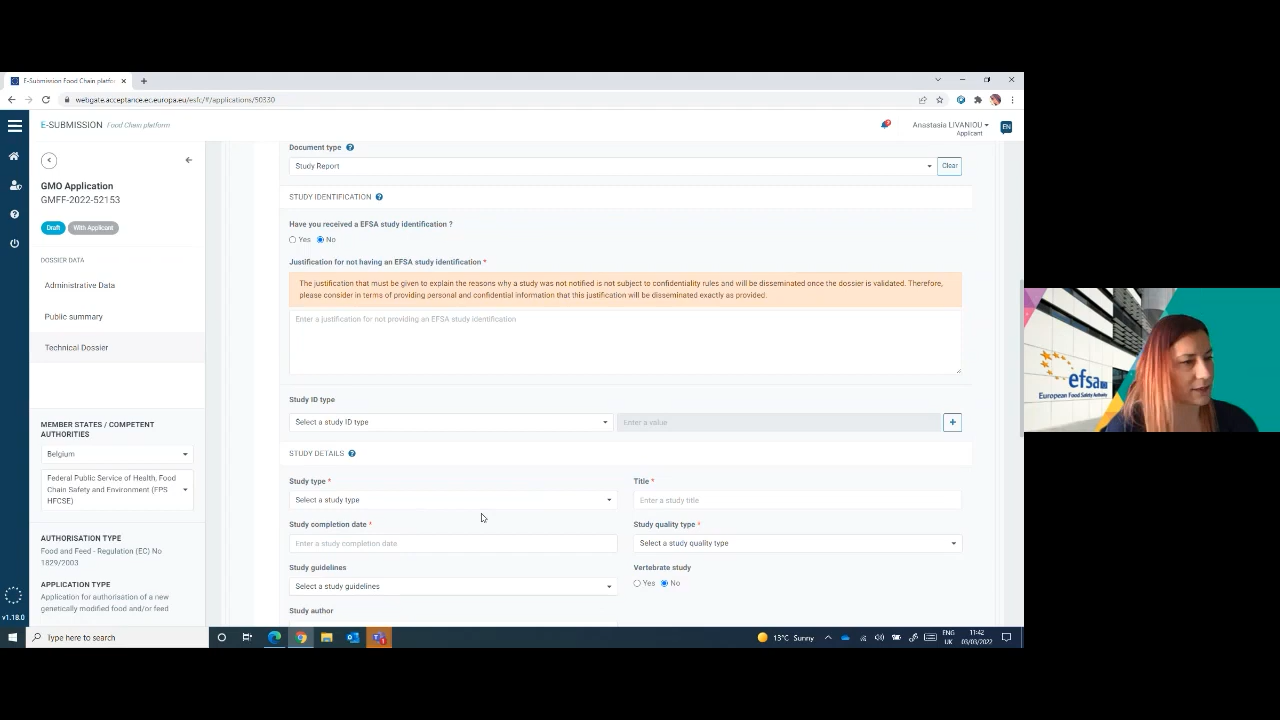 E-Submission Food Chain platfo
webgate.acceptance.ec.europa.eu/esfc/#/applications/50330
E-SUBMISSION Food Chain platform
Anastasia LIVANIOU
Applicant
EN
GMO Application
GMFF-2022-52153
Draft
With Applicant
DOSSIER DATA
Administrative Data
Public summary
Technical Dossier
MEMBER STATES / COMPETENT
AUTHORITIES
Belgium
Federal Public Service of Health, Food
Chain Safety and Environment (FPS
HFCSE)
AUTHORISATION TYPE
Food and Feed - Regulation (EC) No
1829/2003
APPLICATION TYPE
Application for authorisation of a new
genetically modified food and/or feed
v1.18.0
Document type
Study Report
Clear
STUDY IDENTIFICATION
Have you received a EFSA study identification ?
Yes No
Justification for not having an EFSA study identification *
The justification that must be given to explain the reasons why a study was not notified is not subject to confidentiality rules and will be disseminated once the dossier is validated. Therefore,
please consider in terms of providing personal and confidential information that this justification will be disseminated exactly as provided.
Enter a justification for not providing an EFSA study identification
Study ID type
Select a study ID type
Enter a value
+
STUDY DETAILS
Study type *
Title *
Select a study type
Enter a study title
Study completion date *
Study quality type *
Enter a study completion date
Select a study quality type
Study guidelines
Vertebrate study
Select a study guidelines
Yes No
Study author
efsa
European Food Safety Authority
Type here to search
13°C Sunny
ENG
UK
11:42
03/03/2022